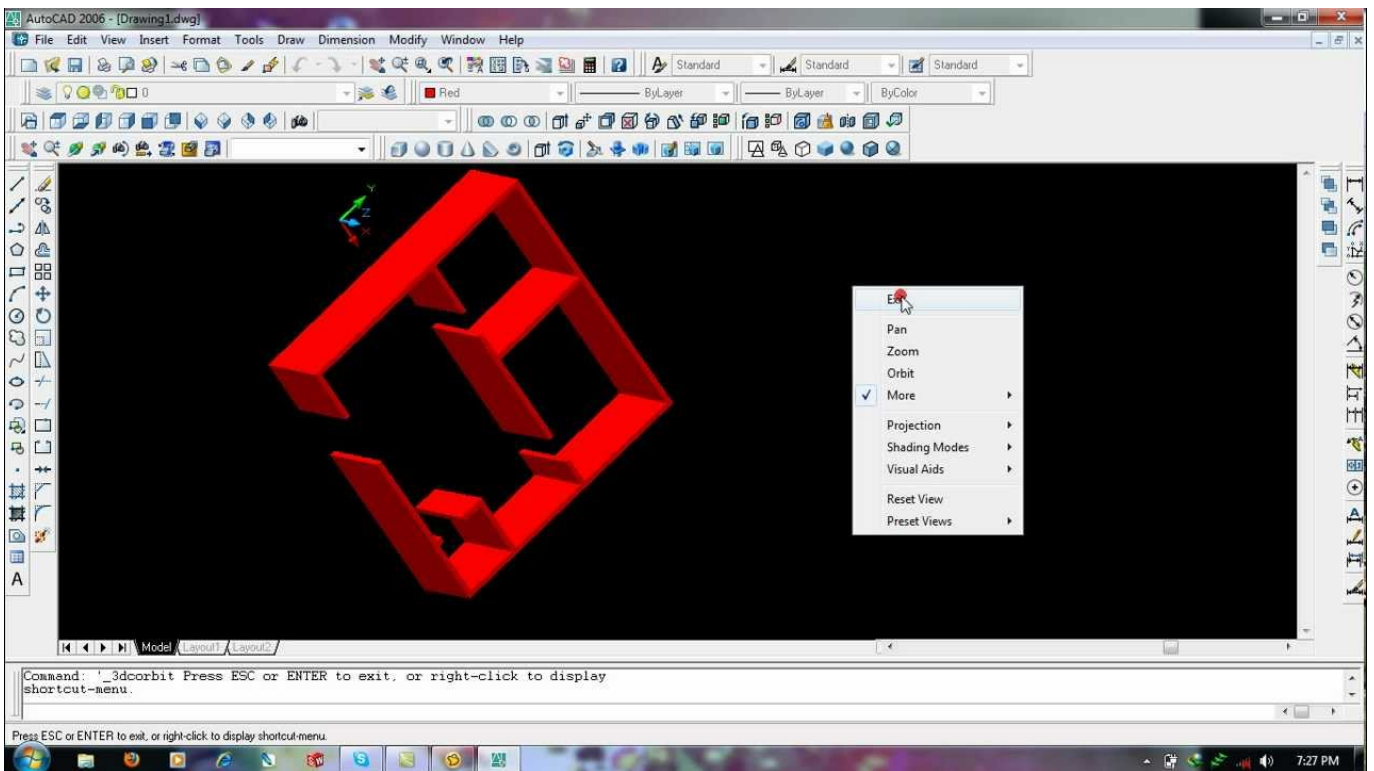 AutoCAD 2006 - [Drawing1.dwg]
File Edit View Insert Format Tools Draw Dimension Modify Window Help
Standard Standard Standard
0 Red ByLayer ByLayer ByColor
Y
Z
X
Pan
Zoom
Orbit
More
Projection
Shading Modes
Visual Aids
Reset View
Preset Views
A
Model Layout1 Layout2
Command: '_3dcorbit Press ESC or ENTER to exit, or right-click to display
shortcut-menu.
Press ESC or ENTER to exit, or right-click to display shortcut-menu.
7:27 PM